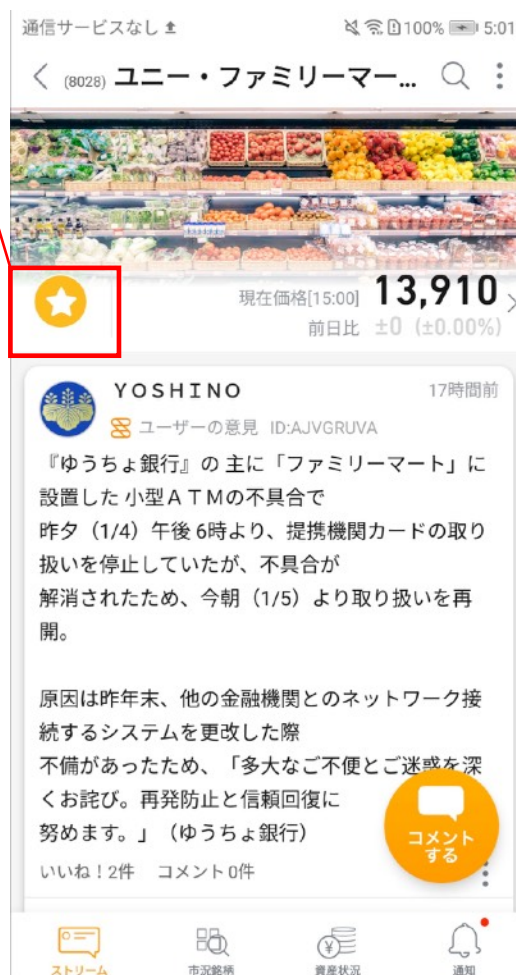 通信サービスなし 100% 5:01
(8028) ユニー・ファミリーマー...
現在価格[15:00] 13,910
前日比 ±0 (±0.00%)
YOSHINO 17時間前
ユーザーの意見 ID:AJVGRUVA
『ゆうちょ銀行』の 主に「ファミリーマート」に
設置した 小型ＡＴＭの不具合で
昨夕（1/4）午後 6時より、提携機関カードの取り
扱いを停止していたが、不具合が
解消されたため、今朝（1/5）より取り扱いを再
開。
原因は昨年末、他の金融機関とのネットワーク接
続するシステムを更改した際
不備があったため、「多大なご不便とご迷惑を深
くお詫び。再発防止と信頼回復に
努めます。」（ゆうちょ銀行）
コメント
する
いいね！2件 コメント 0件
ストリーム 市況銘柄 資産状況 通知